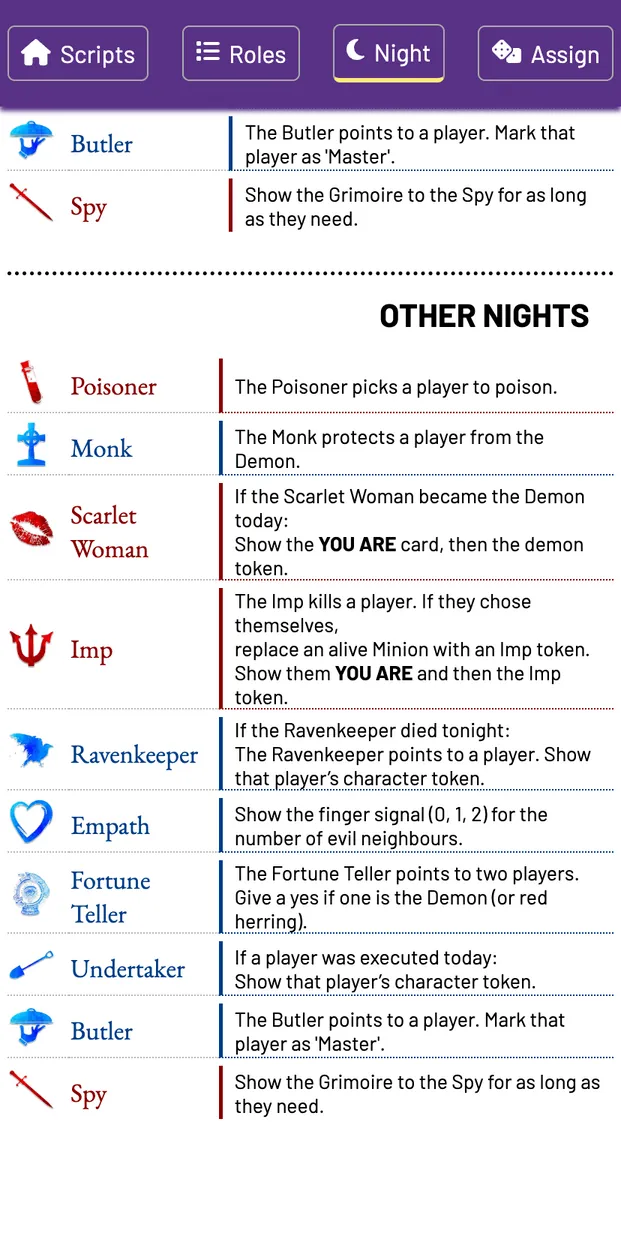 Scripts
Roles
Night
Assign
Butler
The Butler points to a player. Mark that
player as 'Master'.
Spy
Show the Grimoire to the Spy for as long
as they need.
OTHER NIGHTS
Poisoner
The Poisoner picks a player to poison.
Monk
The Monk protects a player from the
Demon.
Scarlet
Woman
If the Scarlet Woman became the Demon
today:
Show the YOU ARE card, then the demon
token.
Imp
The Imp kills a player. If they chose
themselves,
replace an alive Minion with an Imp token.
Show them YOU ARE and then the Imp
token.
Ravenkeeper
If the Ravenkeeper died tonight:
The Ravenkeeper points to a player. Show
that player’s character token.
Empath
Show the finger signal (0, 1, 2) for the
number of evil neighbours.
Fortune
Teller
The Fortune Teller points to two players.
Give a yes if one is the Demon (or red
herring).
Undertaker
If a player was executed today:
Show that player’s character token.
Butler
The Butler points to a player. Mark that
player as 'Master'.
Spy
Show the Grimoire to the Spy for as long as
they need.